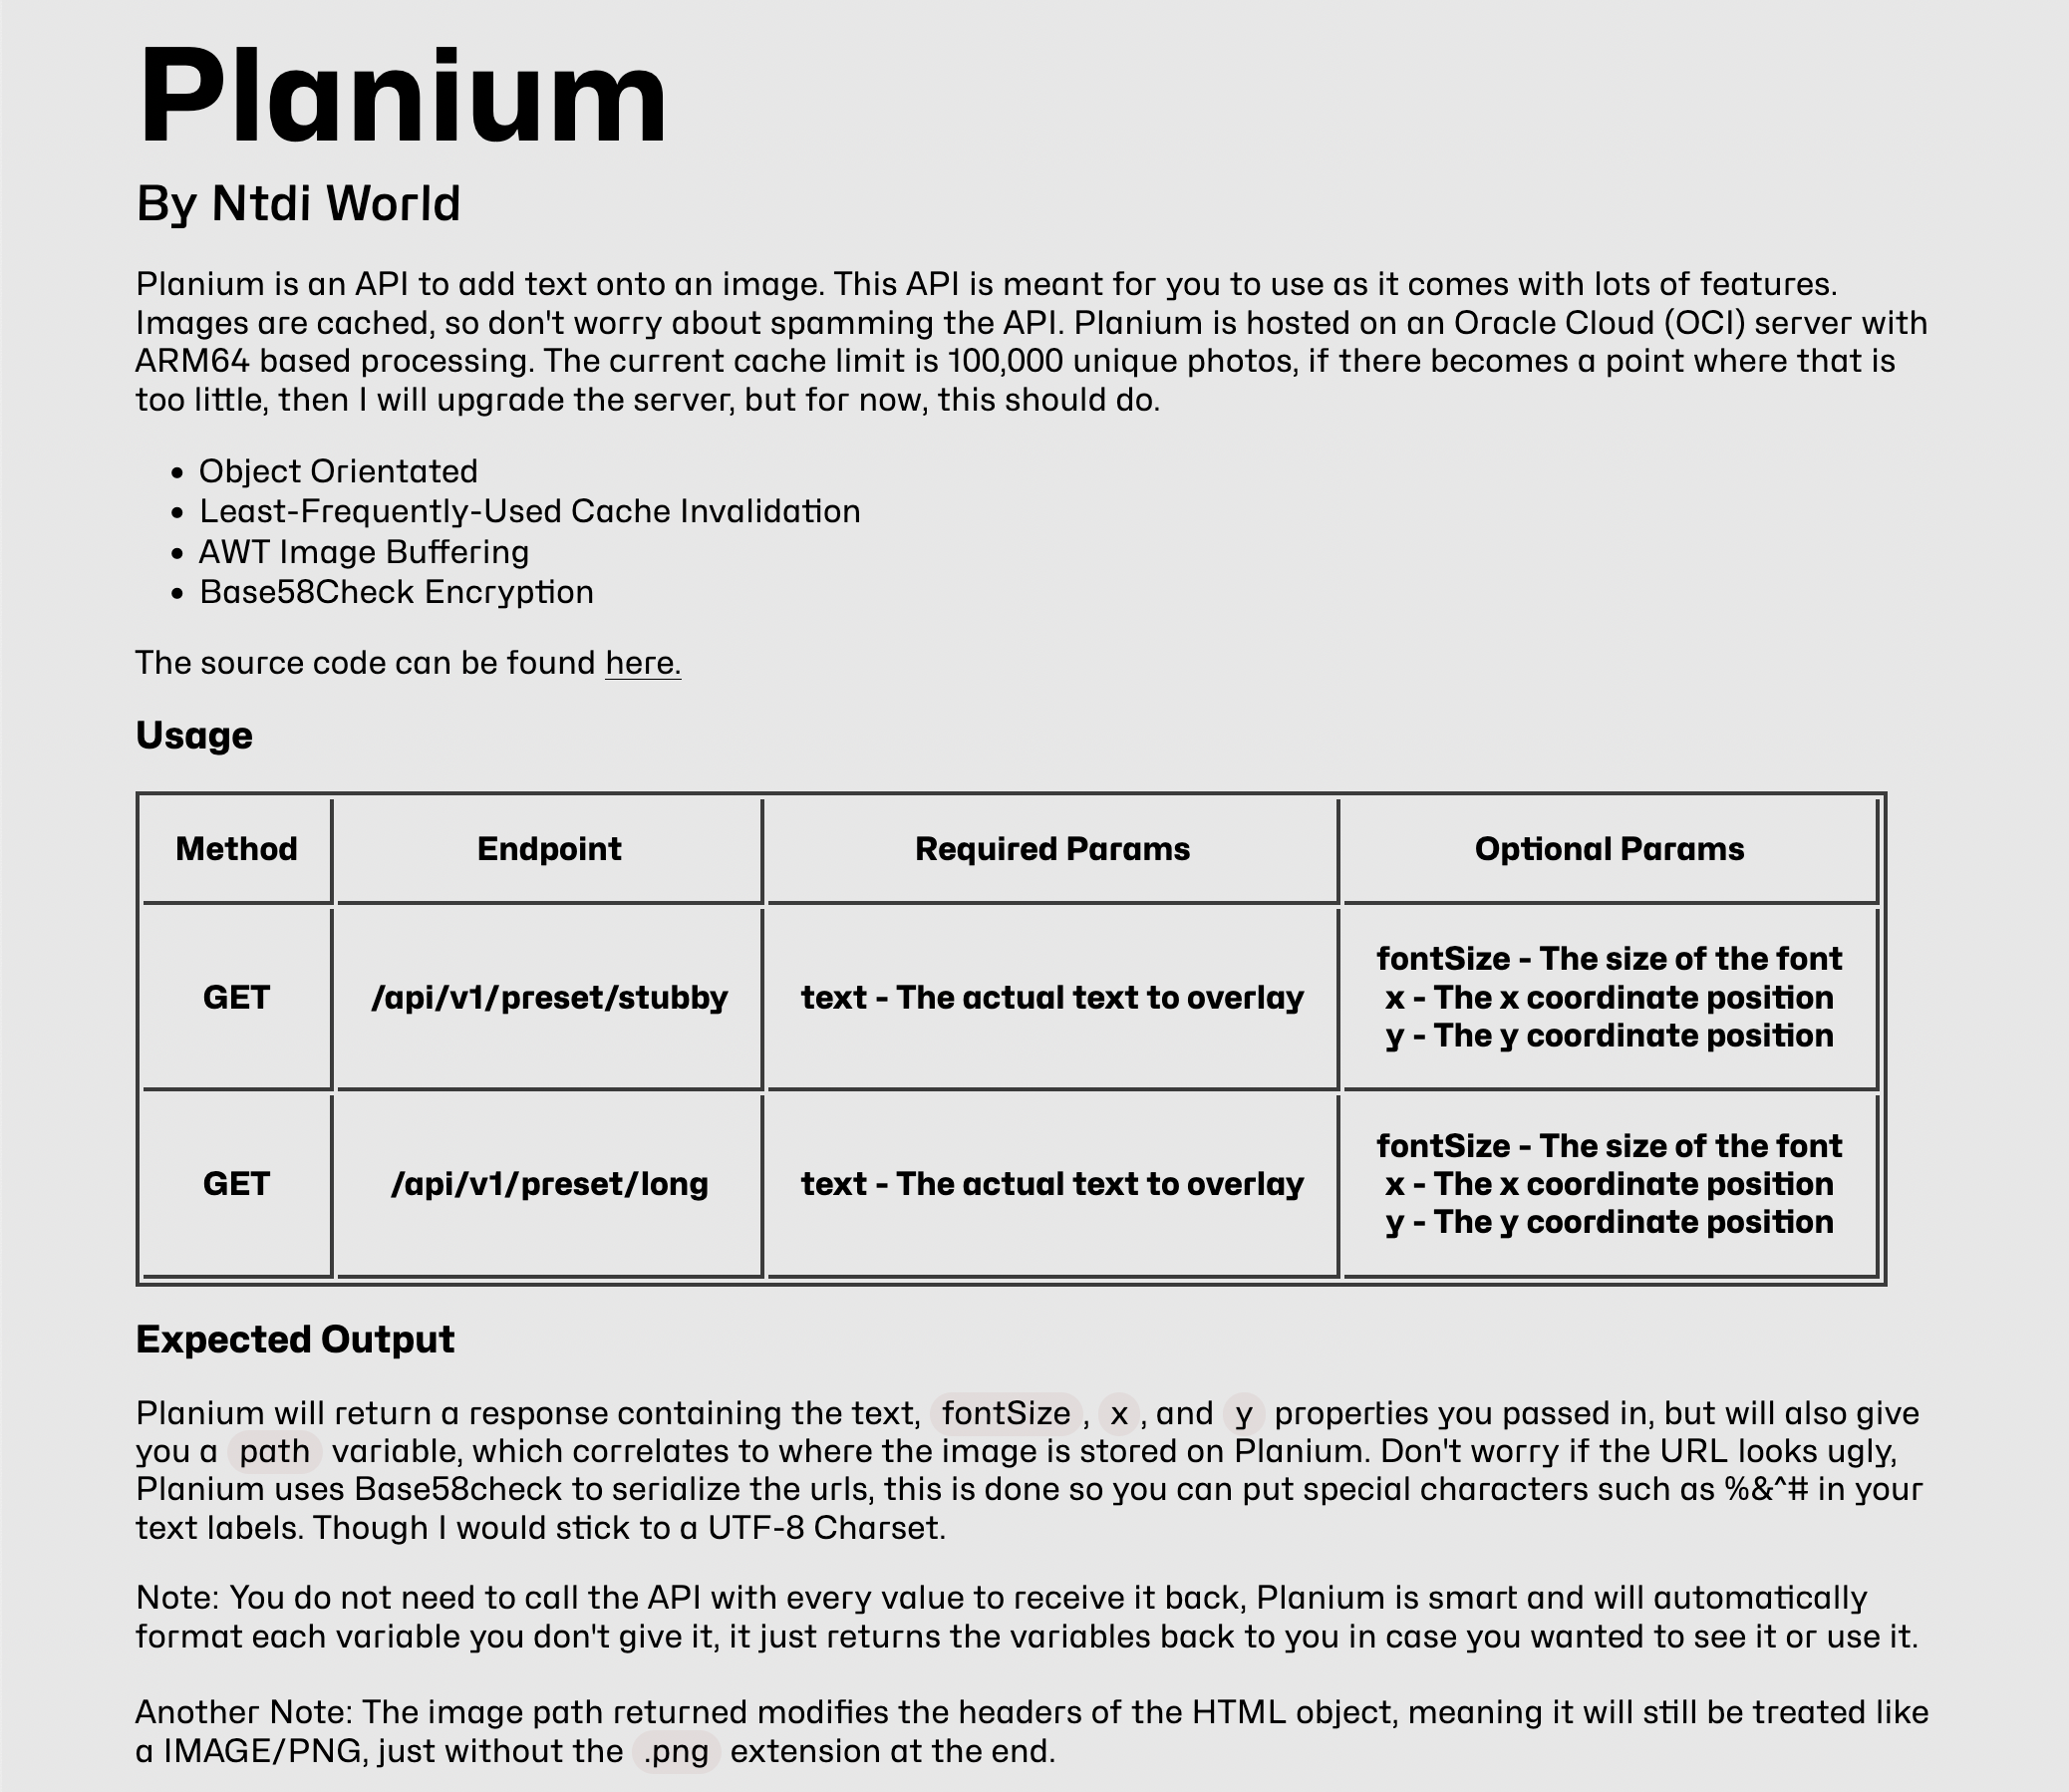 Planium
By Ntdi World
Planium is an API to add text onto an image. This API is meant for you to use as it comes with lots of features.
Images are cached, so don't worry about spamming the API. Planium is hosted on an Oracle Cloud (OCI) server with
ARM64 based processing. The current cache limit is 100,000 unique photos, if there becomes a point where that is
too little, then I will upgrade the server, but for now, this should do.
• Object Orientated
• Least-Frequently-Used Cache Invalidation
• AWT Image Buffering
• Base58Check Encryption
The source code can be found here.
Usage
Method Endpoint Required Params Optional Params
fontSize - The size of the font
GET /api/v1/preset/stubby text - The actual text to overlay x - The x coordinate position
y - The y coordinate position
fontSize - The size of the font
GET /api/v1/preset/long text - The actual text to overlay x - The x coordinate position
y - The y coordinate position
Expected Output
Planium will return a response containing the text, fontSize , x , and y properties you passed in, but will also give
you a path variable, which correlates to where the image is stored on Planium. Don't worry if the URL looks ugly,
Planium uses Base58check to serialize the urls, this is done so you can put special characters such as %&^# in your
text labels. Though I would stick to a UTF-8 Charset.
Note: You do not need to call the API with every value to receive it back, Planium is smart and will automatically
format each variable you don't give it, it just returns the variables back to you in case you wanted to see it or use it.
Another Note: The image path returned modifies the headers of the HTML object, meaning it will still be treated like
a IMAGE/PNG, just without the .png extension at the end.